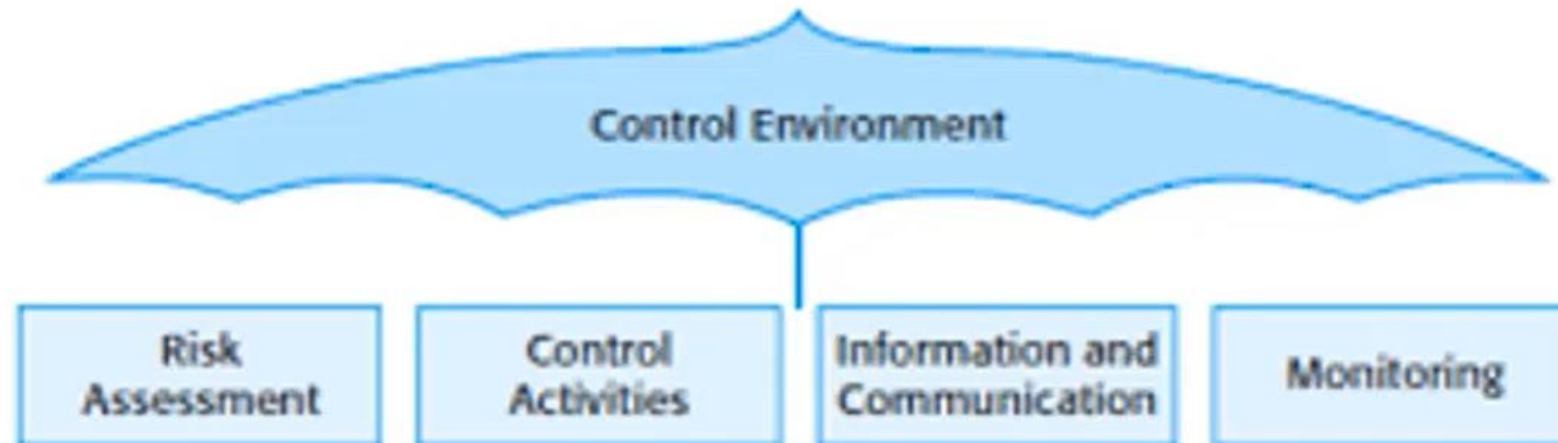 Control Environment
Risk
Assessment
Control
Activities
Information and
Communication
Monitoring